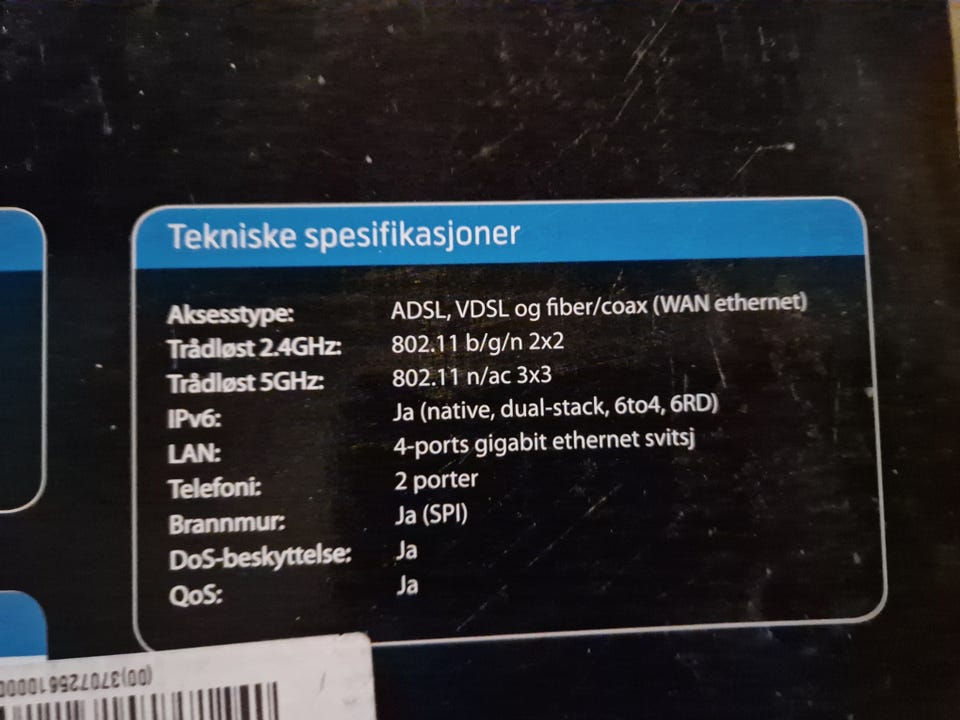 Tekniske spesifikasjoner
Aksesstype: ADSL, VDSL og fiber/coax (WAN ethernet)
Trådløst 2.4GHz: 802.11 b/g/n 2x2
Trådløst 5GHz: 802.11 n/ac 3x3
IPv6: Ja (native, dual-stack, 6to4, 6RD)
LAN: 4-ports gigabit ethernet svitsj
Telefoni: 2 porter
Brannmur: Ja (SPI)
DoS-beskyttelse: Ja
QoS: Ja